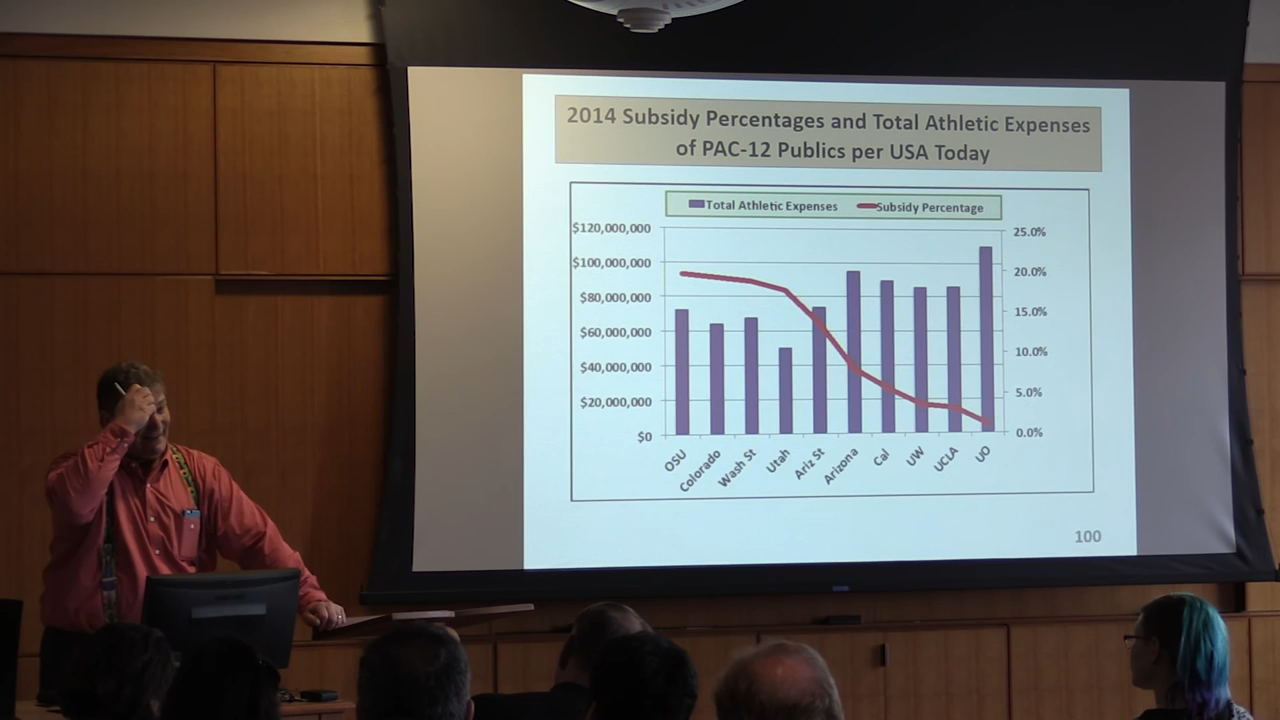 2014 Subsidy Percentages and Total Athletic Expenses
of PAC-12 Publics per USA Today
Total Athletic Expenses Subsidy Percentage
$120,000,000 25.0%
$100,000,000 20.0%
$80,000,000 15.0%
$60,000,000
$40,000,000 10.0%
$20,000,000 5.0%
$0 0.0%
OSU Colorado Wash St Utah Ariz St Arizona Cal UW UCLA UO
100